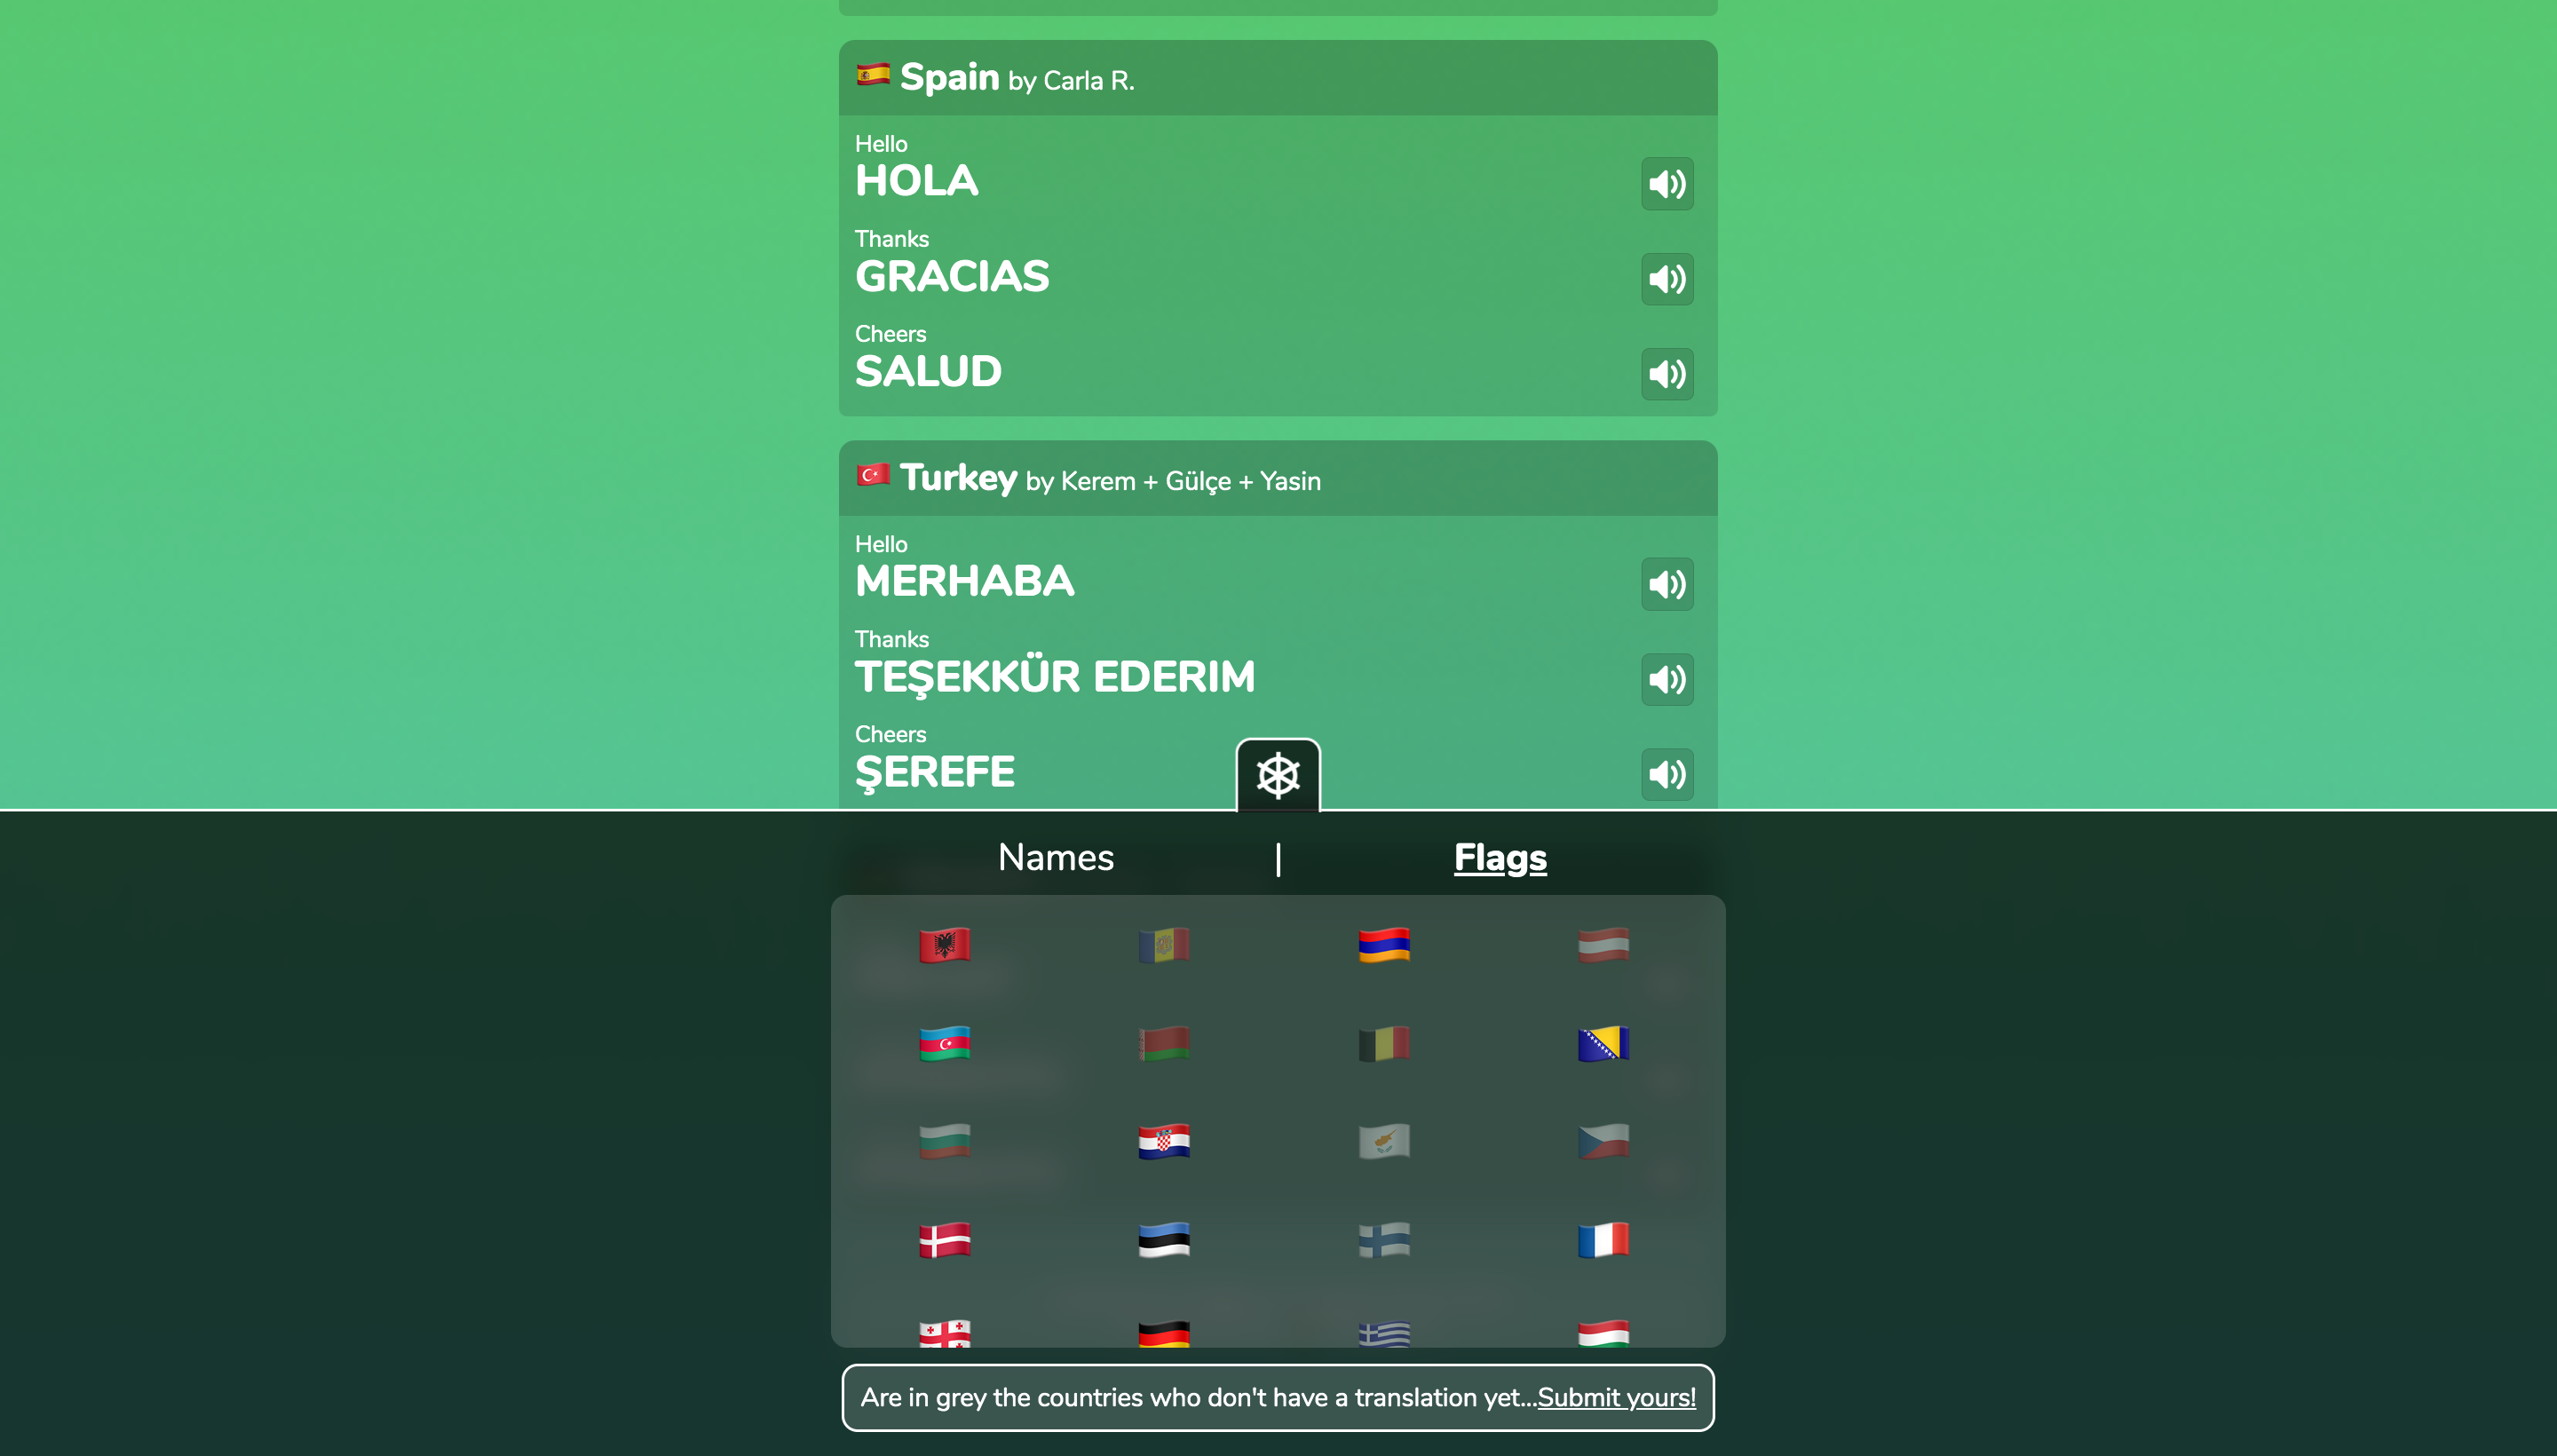 Spain by Carla R.
Hello
HOLA
Thanks
GRACIAS
Cheers
SALUD
Turkey by Kerem + Gülçe + Yasin
Hello
MERHABA
Thanks
TEŞEKKÜR EDERIM
Cheers
ŞEREFE
Names | Flags
Are in grey the countries who don't have a translation yet...Submit yours!